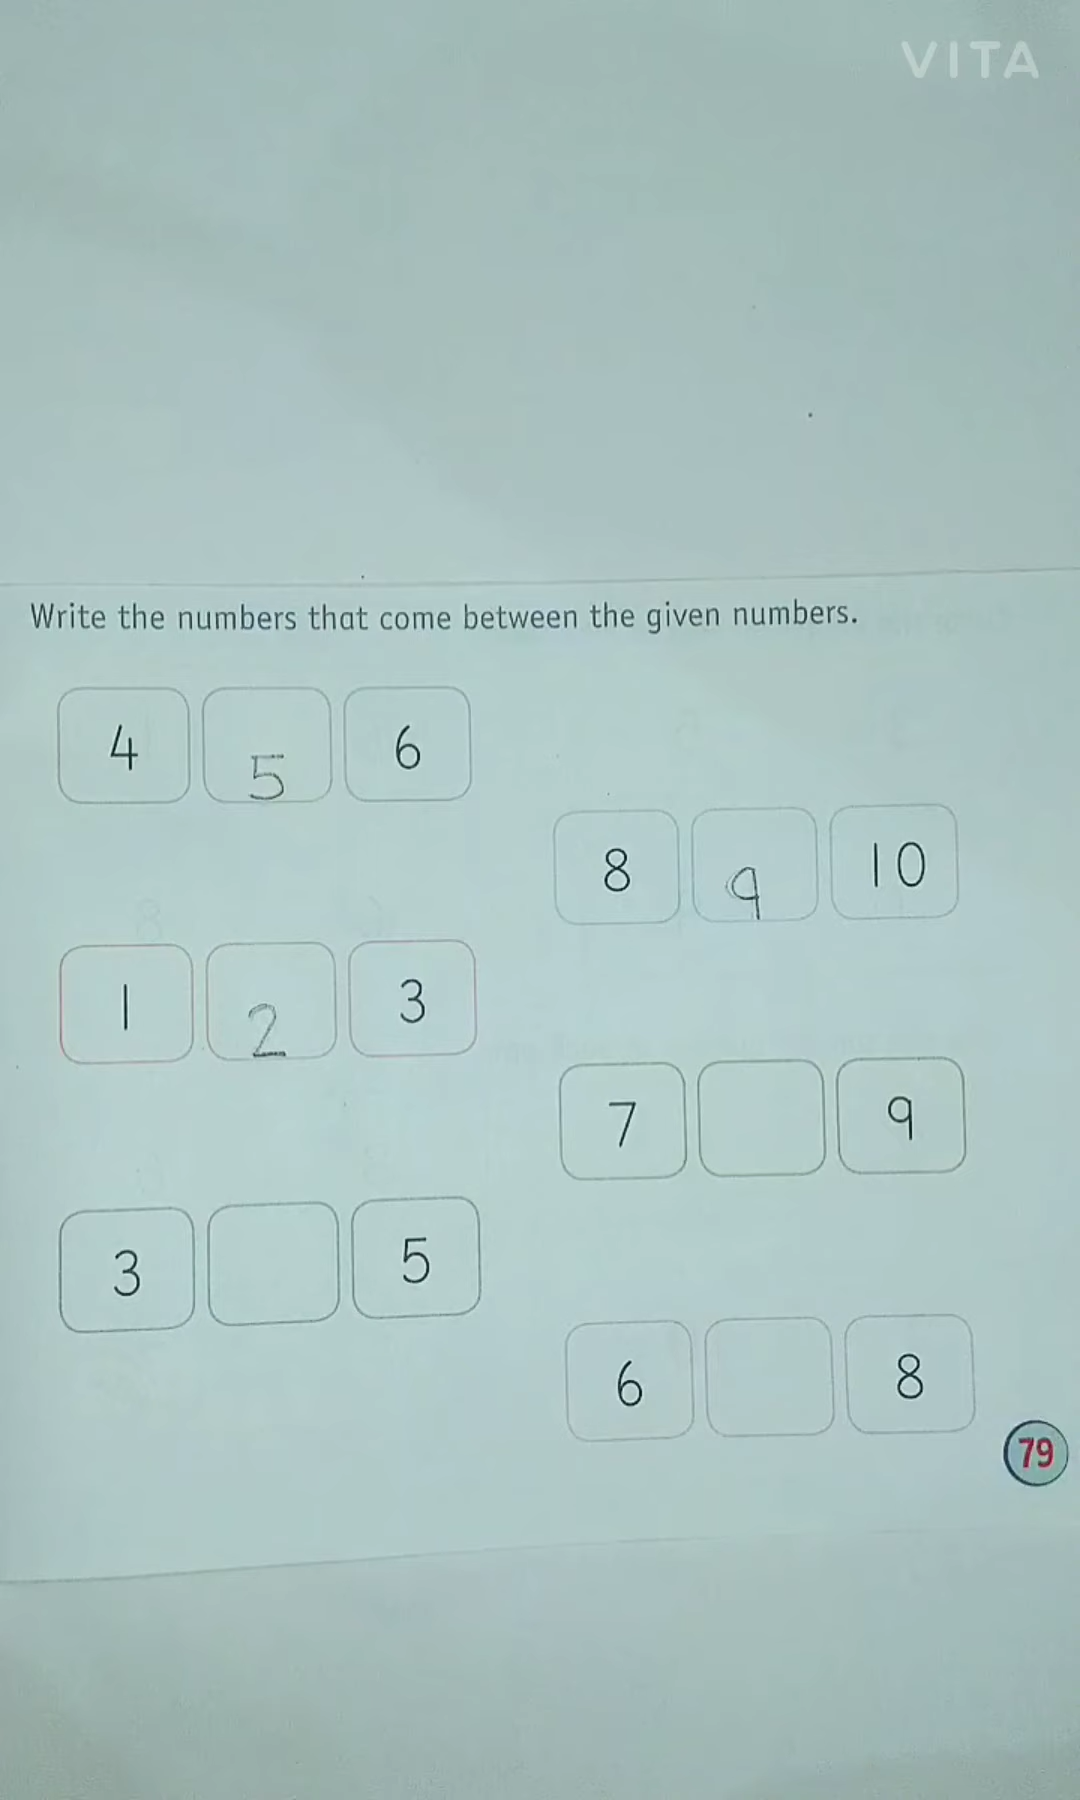 VITA
Write the numbers that come between the given numbers.
4 5 6
8 9 10
1 2 3
7 9
3 5
6 8
79